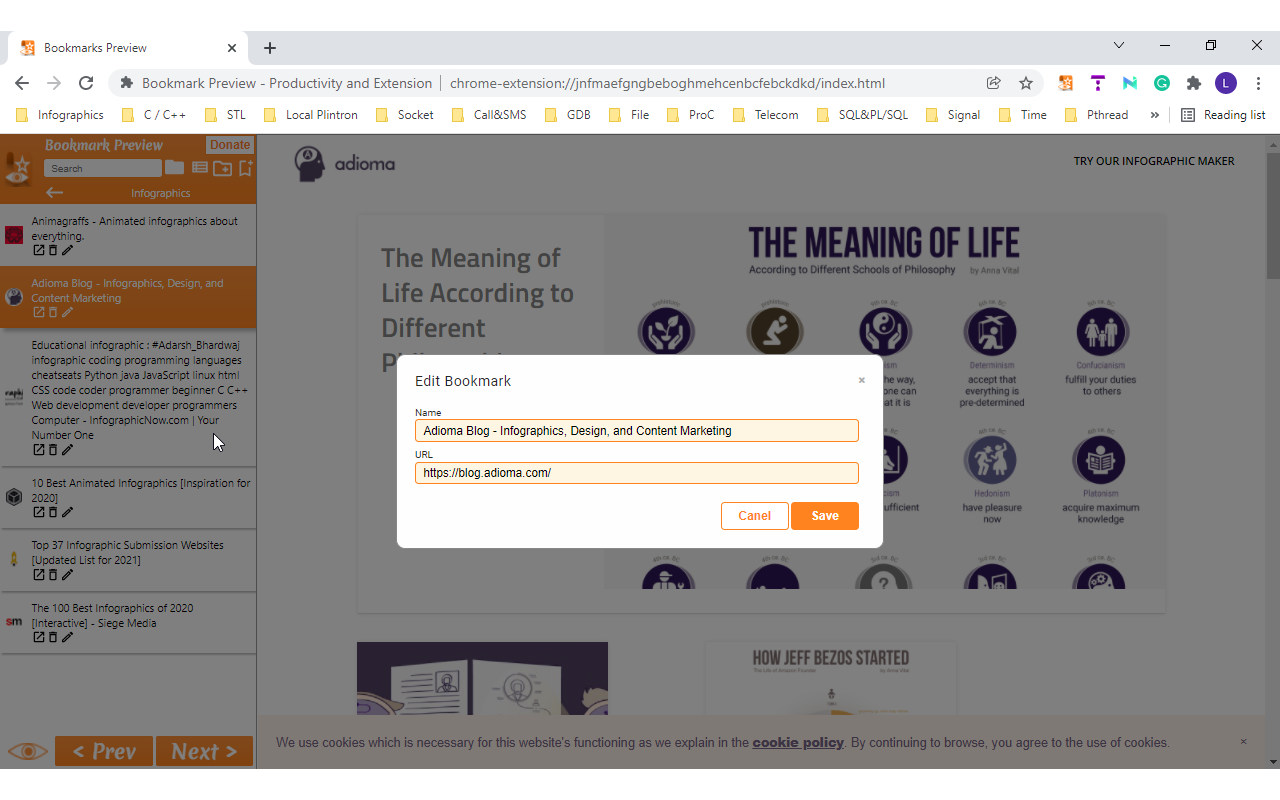 Bookmarks Preview
Bookmark Preview - Productivity and Extension | chrome-extension://jnfmaefgngbeboghmehcenbcfebckdkd/index.html
L
Infographics C / C++ STL Local Plintron Socket Call&SMS GDB File ProC Telecom SQL&PL/SQL Signal Time Pthread » Reading list
Bookmark Preview Donate
Search
Infographics
Animagraffs - Animated infographics about
everything.
Adioma Blog - Infographics, Design, and
Content Marketing
Educational infographic : #Adarsh_Bhardwaj
infographic coding programming languages
cheatseats Python java JavaScript linux html
CSS code coder programmer beginner C C++
Web development developer programmers
Computer - InfographicNow.com | Your
Number One
10 Best Animated Infographics [Inspiration for
2020]
Top 37 Infographic Submission Websites
[Updated List for 2021]
sm
The 100 Best Infographics of 2020
[Interactive] - Siege Media
< Prev Next >
adioma
TRY OUR INFOGRAPHIC MAKER
The Meaning of
Life According to
Different
THE MEANING OF LIFE
According to Different Schools of Philosophy by Anna Vital
Determinism
accept that
everything is
pre-determined
Confucianism
fulfill your duties
to others
the way,
Hedonism
have pleasure
now
Platanism
acquire maximum
knowledge
Edit Bookmark
×
Name
Adioma Blog - Infographics, Design, and Content Marketing
URL
https://blog.adioma.com/
Canel Save
HOW JEFF BEZOS STARTED
We use cookies which is necessary for this website's functioning as we explain in the cookie policy. By continuing to browse, you agree to the use of cookies. ×